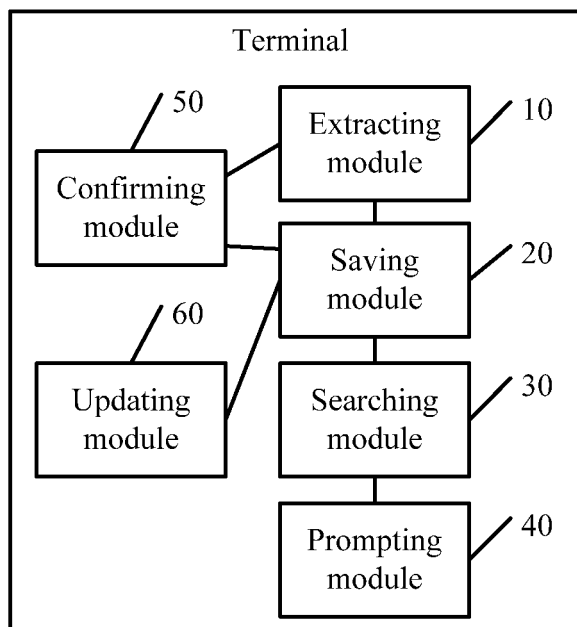 Terminal
50
Extracting
module
10
Confirming
module
Saving
module
20
60
Updating
module
Searching
module
30
Prompting
module
40